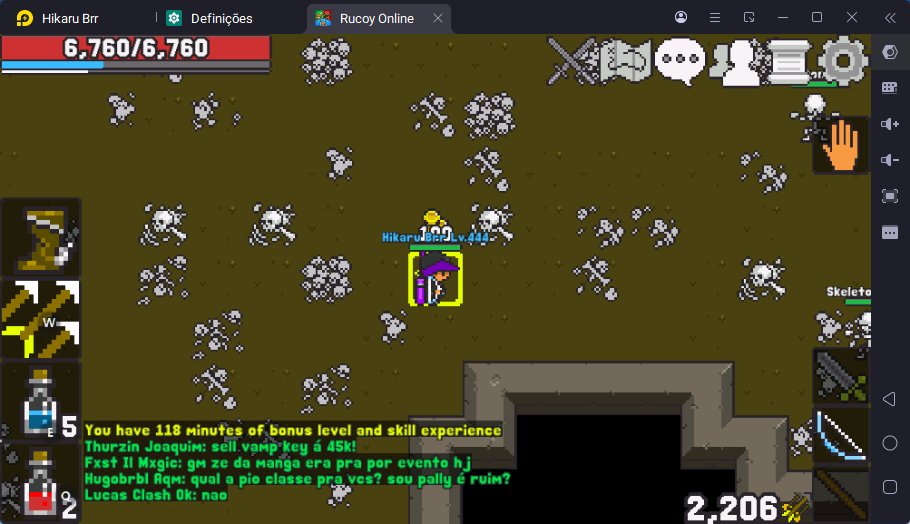 Hikaru Brr
Definições
Rucoy Online
6,760/6,760
Hikaru Brr Lv.444
Skeleto
W
E
5
Q
2
You have 118 minutes of bonus level and skill experience
Thurzin Joaquim: sell vamp key á 45k!
Fxst Il Mxgic: gm ze da manga era pra por evento hj
Hugobrbl Aqm: qual a pio classe pra vcs? sou pally é ruim?
Lucas Clash Ok: nao
2,206